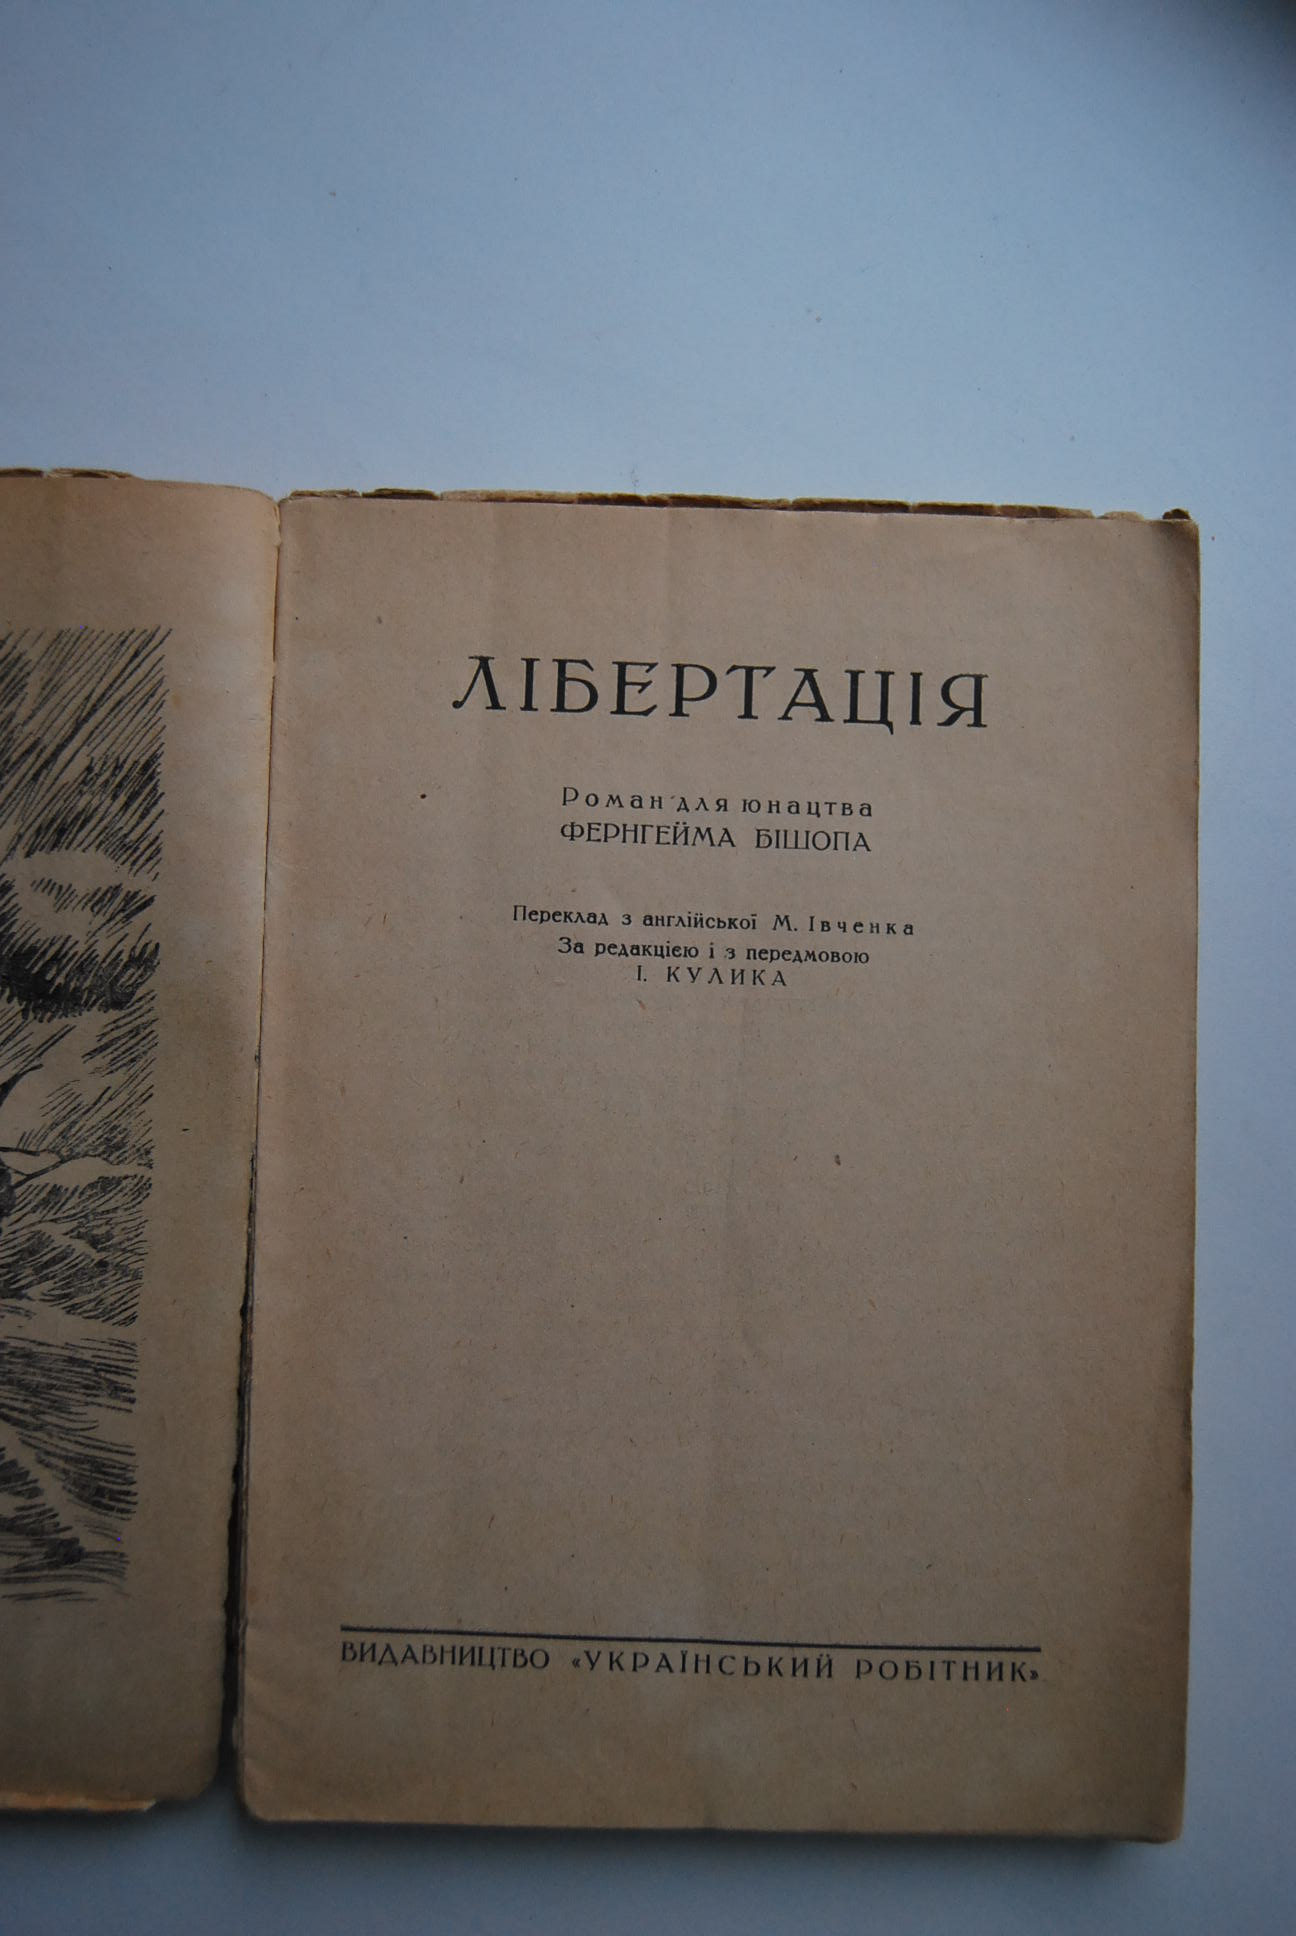 ЛІБЕРТАЦІЯ
Роман для юнацтва
ФЕРНГЕЙМА БІШОПА
Переклад з англійської М. Івченка
За редакцією і з передмовою
І. КУЛИКА
ВИДАВНИЦТВО «УКРАЇНСЬКИЙ РОБІТНИК»